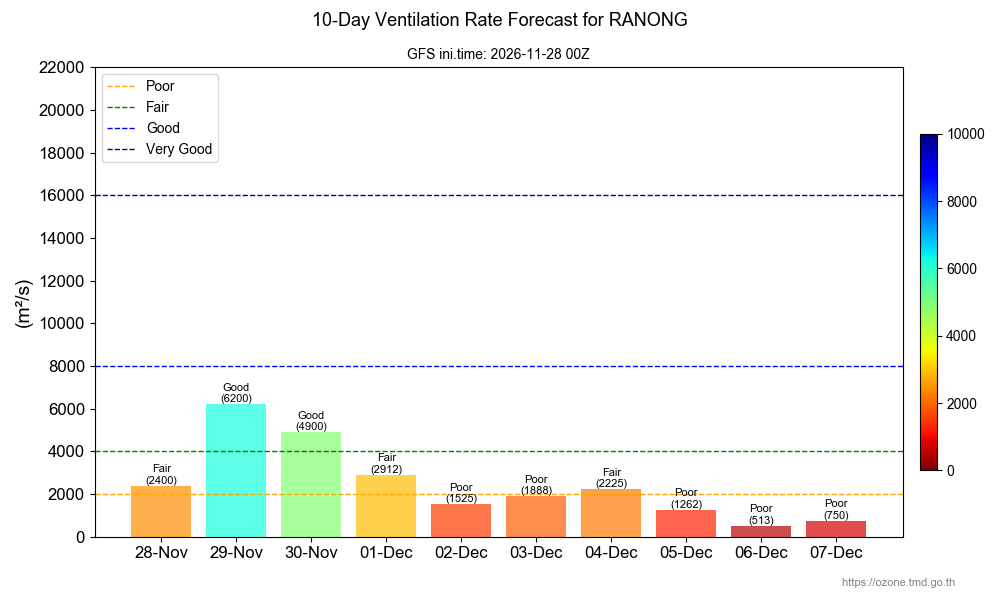 10-Day Ventilation Rate Forecast for RANONG
GFS ini.time: 2026-11-28 00Z
(m²/s)
22000
20000
18000
16000
14000
12000
10000
8000
6000
4000
2000
0
Poor
Fair
Good
Very Good
Fair
(2400)
Good
(6200)
Good
(4900)
Fair
(2912)
Poor
(1525)
Poor
(1888)
Fair
(2225)
Poor
(1262)
Poor
(513)
Poor
(750)
28-Nov 29-Nov 30-Nov 01-Dec 02-Dec 03-Dec 04-Dec 05-Dec 06-Dec 07-Dec
10000
8000
6000
4000
2000
0
https://ozone.tmd.go.th